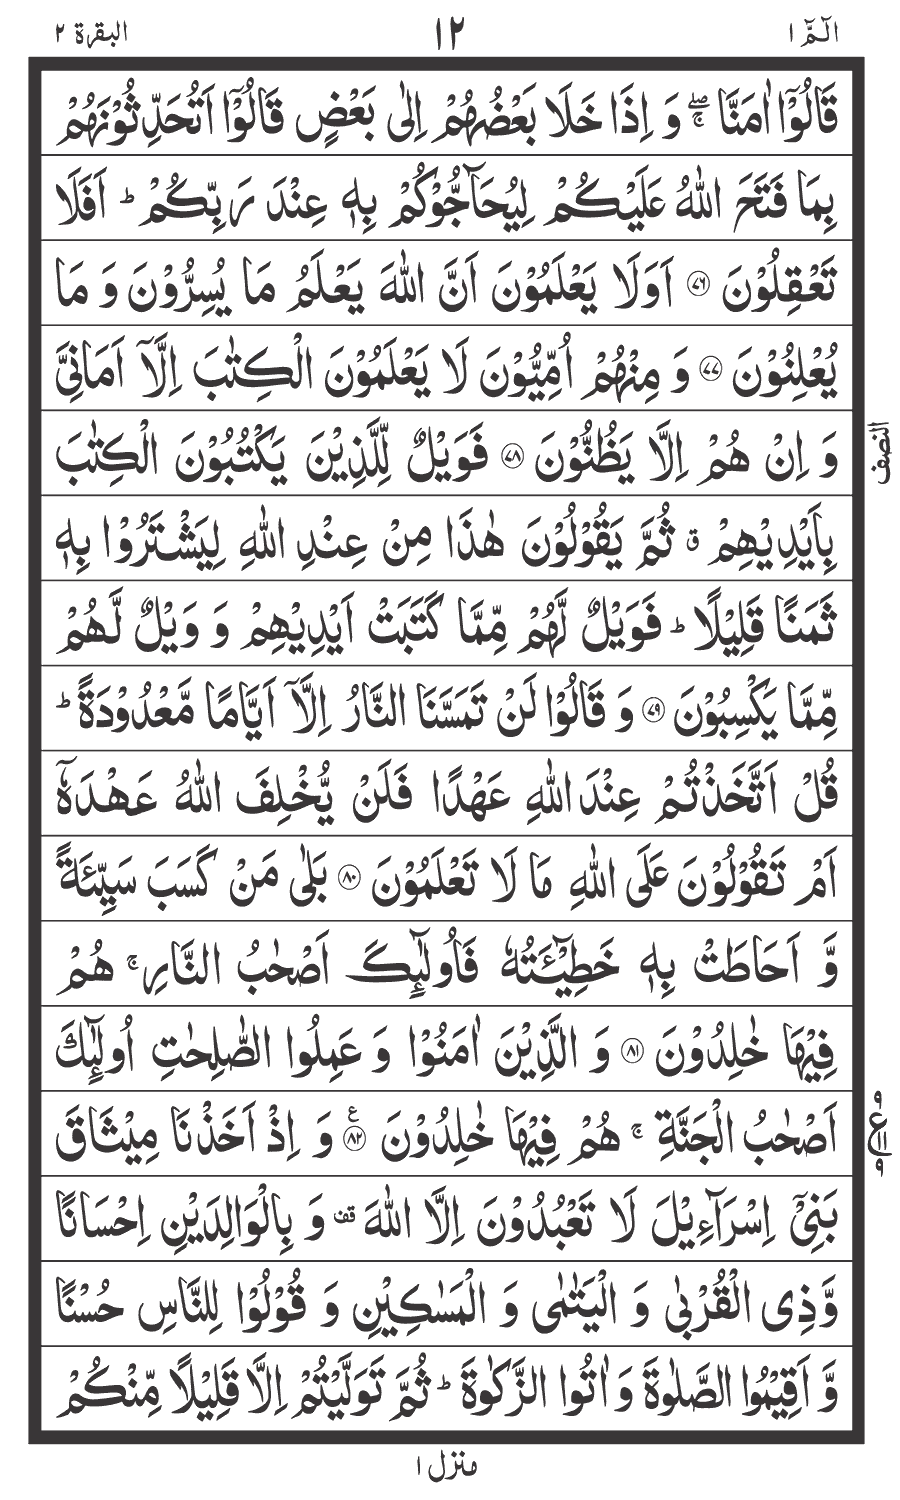 الٓمّٓ ١ ١٢ البقرة ٢
قَالُوْۤا اٰمَنَّا ۖۚ وَ اِذَا خَلَا بَعْضُهُمْ اِلٰى بَعْضٍ قَالُوْۤا اَتُحَدِّثُوْنَهُمْ
بِمَا فَتَحَ اللّٰهُ عَلَیْكُمْ لِیُحَآجُّوْكُمْ بِهٖ عِنْدَ رَبِّكُمْ ؕ اَفَلَا
تَعْقِلُوْنَ ﴿۷۶﴾ اَوَلَا یَعْلَمُوْنَ اَنَّ اللّٰهَ یَعْلَمُ مَا یُسِرُّوْنَ وَ مَا
یُعْلِنُوْنَ ﴿۷۷﴾ وَ مِنْهُمْ اُمِّیُّوْنَ لَا یَعْلَمُوْنَ الْكِتٰبَ اِلَّاۤ اَمَانِیَّ
وَ اِنْ هُمْ اِلَّا یَظُنُّوْنَ ﴿۷۸﴾ فَوَیْلٌ لِّلَّذِیْنَ یَكْتُبُوْنَ الْكِتٰبَ
النصف
بِاَیْدِیْهِمْ ۗ ثُمَّ یَقُوْلُوْنَ هٰذَا مِنْ عِنْدِ اللّٰهِ لِیَشْتَرُوْا بِهٖ
ثَمَنًا قَلِیْلًا ؕ فَوَیْلٌ لَّهُمْ مِّمَّا كَتَبَتْ اَیْدِیْهِمْ وَ وَیْلٌ لَّهُمْ
مِّمَّا یَكْسِبُوْنَ ﴿۷۹﴾ وَ قَالُوْا لَنْ تَمَسَّنَا النَّارُ اِلَّاۤ اَیَّامًا مَّعْدُوْدَةً ؕ
قُلْ اَتَّخَذْتُمْ عِنْدَ اللّٰهِ عَهْدًا فَلَنْ یُّخْلِفَ اللّٰهُ عَهْدَهٗۤ
اَمْ تَقُوْلُوْنَ عَلَى اللّٰهِ مَا لَا تَعْلَمُوْنَ ﴿۸۰﴾ بَلٰى مَنْ كَسَبَ سَیِّئَةً
وَّ اَحَاطَتْ بِهٖ خَطِیْٓئَتُهٗ فَاُولٰٓئِكَ اَصْحٰبُ النَّارِ ۚ هُمْ
فِیْهَا خٰلِدُوْنَ ﴿۸۱﴾ وَ الَّذِیْنَ اٰمَنُوْا وَ عَمِلُوا الصّٰلِحٰتِ اُولٰٓئِكَ
اَصْحٰبُ الْجَنَّةِ ۚ هُمْ فِیْهَا خٰلِدُوْنَ ﴿۸۲﴾ ع وَ اِذْ اَخَذْنَا مِیْثَاقَ
بَنِیْۤ اِسْرَآءِیْلَ لَا تَعْبُدُوْنَ اِلَّا اللّٰهَ قف وَ بِالْوَالِدَیْنِ اِحْسَانًا
وَّ ذِی الْقُرْبٰى وَ الْیَتٰمٰى وَ الْمَسٰكِیْنِ وَ قُوْلُوْا لِلنَّاسِ حُسْنًا
وَّ اَقِیْمُوا الصَّلٰوةَ وَ اٰتُوا الزَّكٰوةَ ؕ ثُمَّ تَوَلَّیْتُمْ اِلَّا قَلِیْلًا مِّنْكُمْ
منزل ١